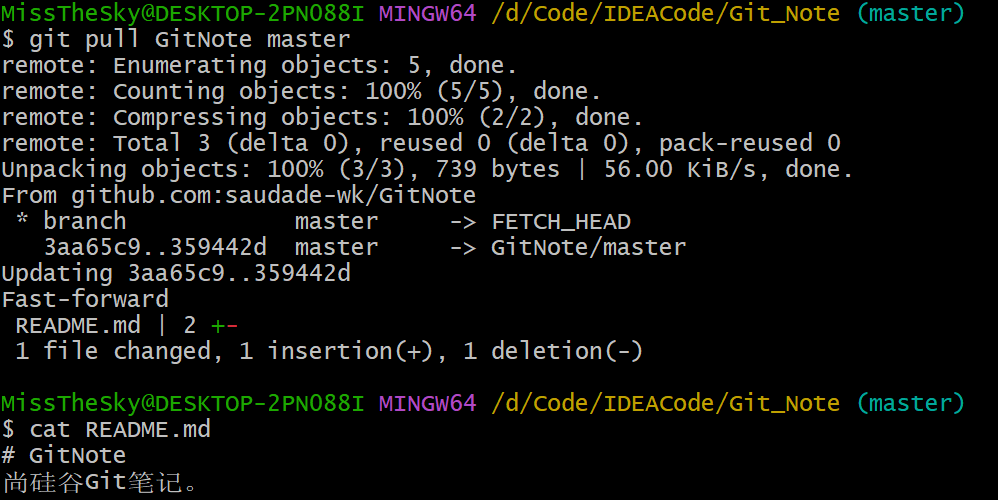 MissTheSky@DESKTOP-2PNO88I MINGW64 /d/Code/IDEACode/Git_Note (master)
$ git pull GitNote master
remote: Enumerating objects: 5, done.
remote: Counting objects: 100% (5/5), done.
remote: Compressing objects: 100% (2/2), done.
remote: Total 3 (delta 0), reused 0 (delta 0), pack-reused 0
Unpacking objects: 100% (3/3), 739 bytes | 56.00 KiB/s, done.
From github.com:saudade-wk/GitNote
 * branch            master     -> FETCH_HEAD
   3aa65c9..359442d  master     -> GitNote/master
Updating 3aa65c9..359442d
Fast-forward
 README.md | 2 +-
 1 file changed, 1 insertion(+), 1 deletion(-)
MissTheSky@DESKTOP-2PNO88I MINGW64 /d/Code/IDEACode/Git_Note (master)
$ cat README.md
# GitNote
尚硅谷Git笔记。